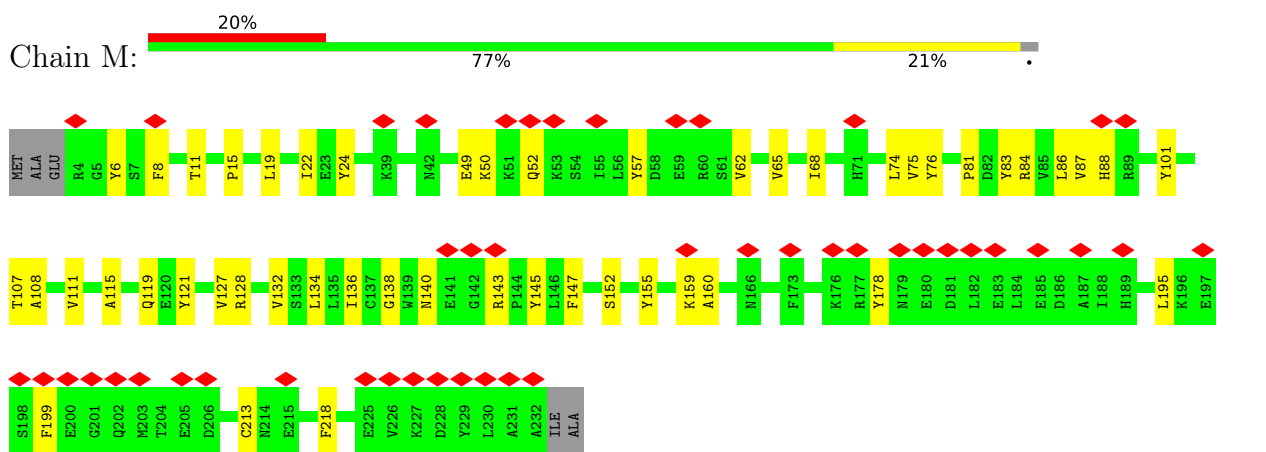 20%
Chain M:
77% 21% •
MET ALA GLU R4 G5 Y6 S7 F8 T11 P15 L19 I22 E23 Y24 K39 N42 E49 K50 K51 Q52 K53 S54 I55 L56 Y57 D58 E59 R60 S61 V62 V65 I68 H71 L74 V75 Y76 P81 D82 Y83 R84 V85 L86 V87 H88 R89 Y101
T107 A108 V111 A115 Q119 E120 Y121 V127 R128 V132 S133 L134 L135 I136 C137 G138 W139 N140 E141 G142 R143 P144 Y145 L146 F147 S152 Y155 K159 A160 N166 F173 K176 R177 Y178 N179 E180 D181 L182 E183 L184 E185 D186 A187 I188 H189 L195 K196 E197
S198 F199 E200 G201 Q202 M203 T204 E205 D206 C213 N214 E215 F218 E225 V226 K227 D228 Y229 L230 A231 A232 ILE ALA